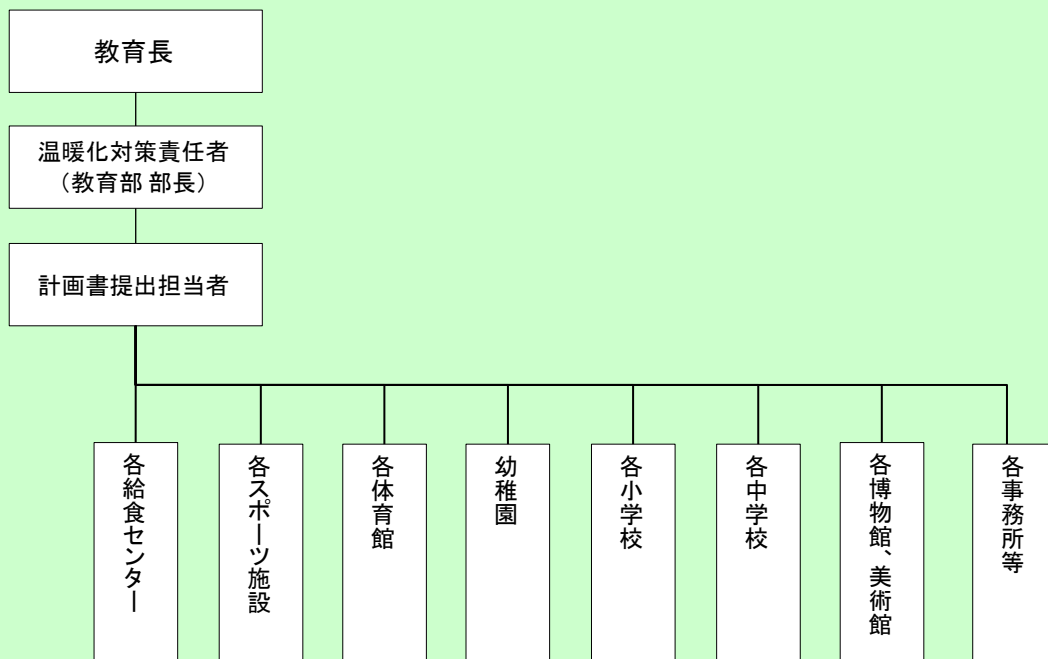 教育長
温暖化対策責任者
（教育部 部長）
計画書提出担当者
各給食センター
各スポーツ施設
各体育館
幼稚園
各小学校
各中学校
各博物館、美術館
各事務所等